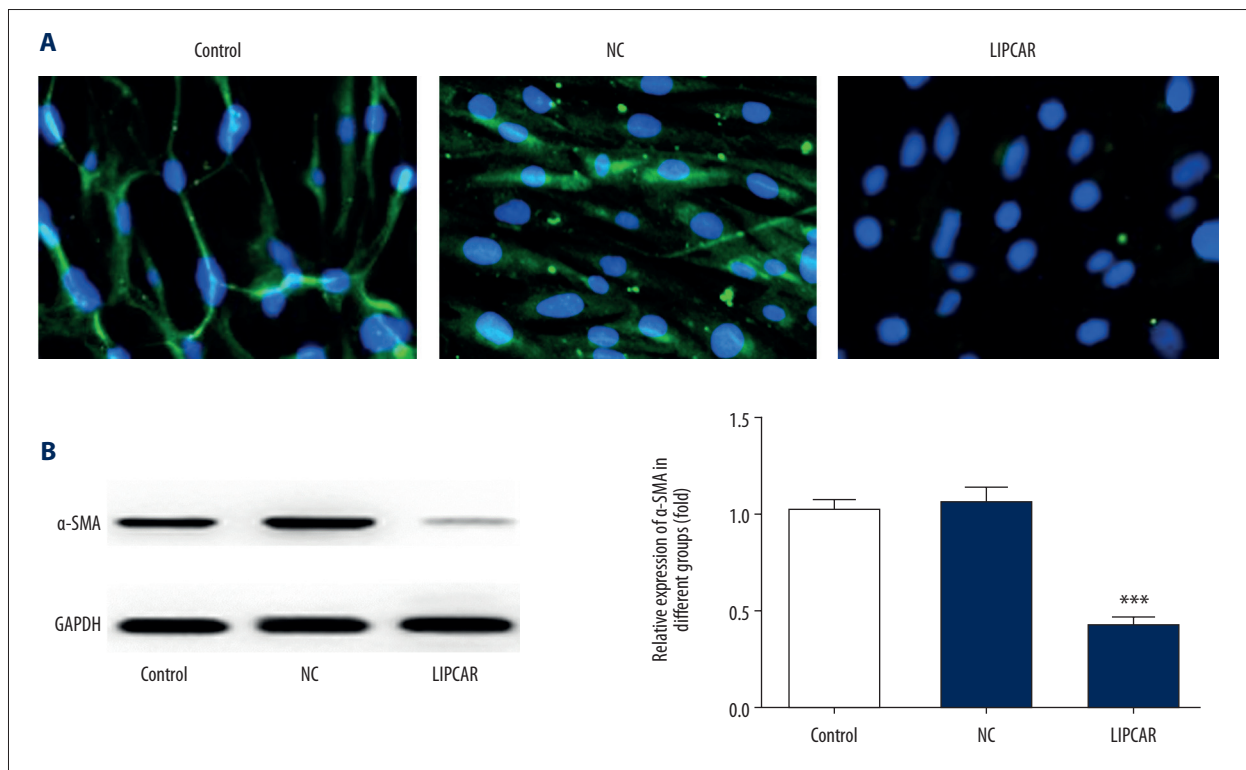 A
Control
NC
LIPCAR
B
α-SMA
GAPDH
Control
NC
LIPCAR
Relative expression of α-SMA in
different groups (fold)
1.5
1.0
0.5
0.0
***
Control
NC
LIPCAR